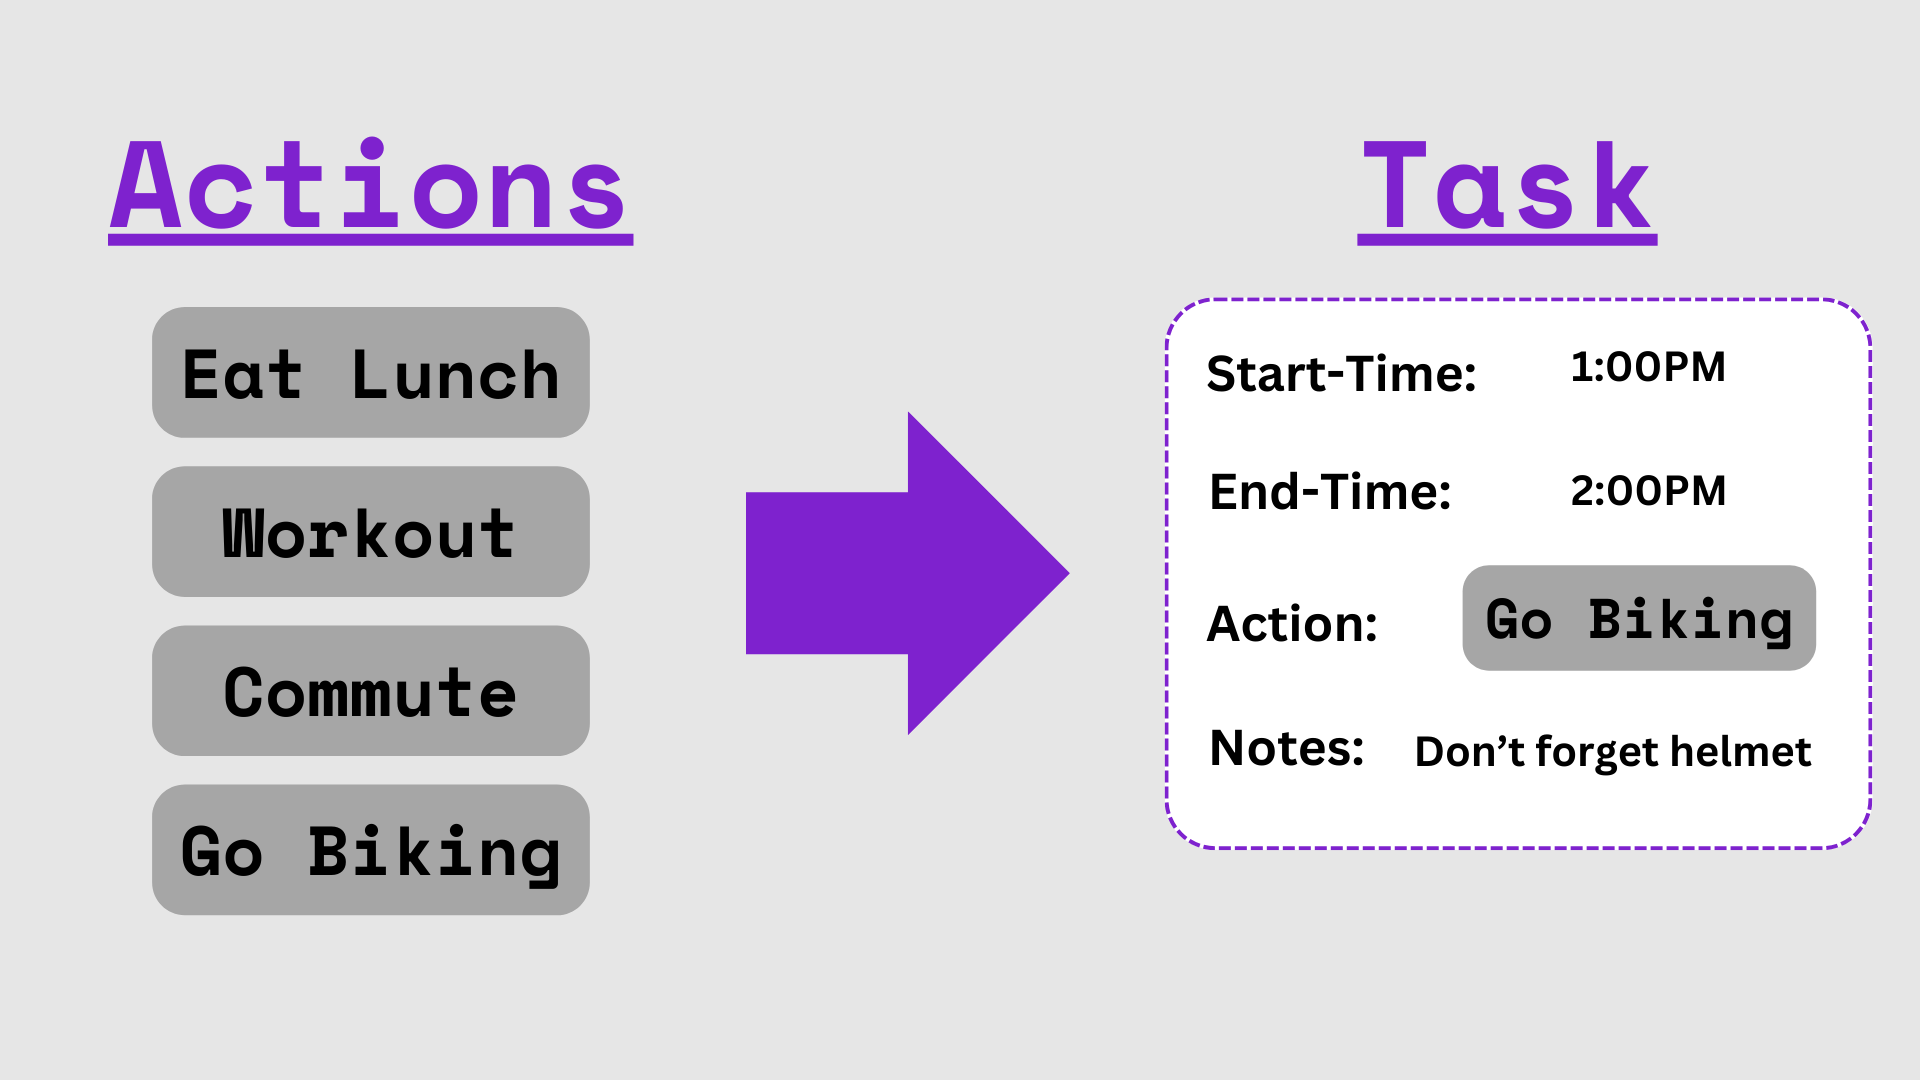 Actions
Eat Lunch
Workout
Commute
Go Biking
Task
Start-Time: 1:00PM
End-Time: 2:00PM
Action: Go Biking
Notes: Don’t forget helmet